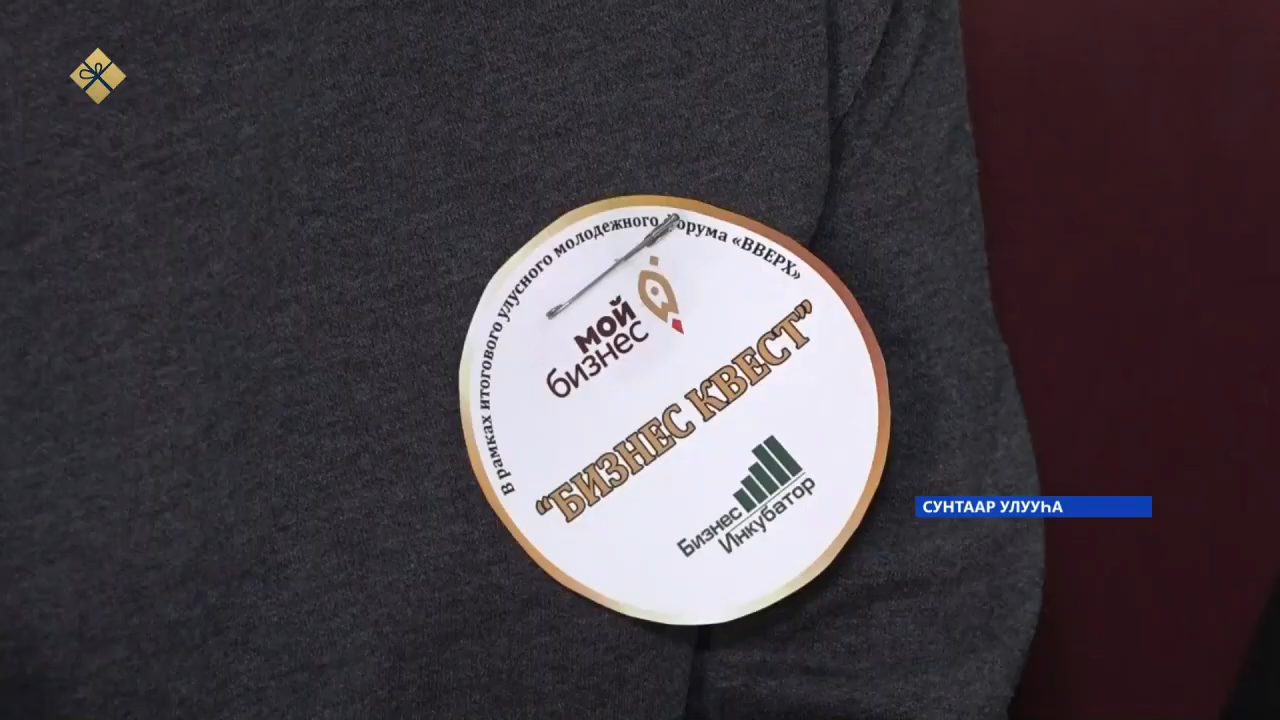 В рамках итогового улусного молодежного форума «ВВЕРХ»
мой
бизнес
“БИЗНЕС КВЕСТ”
Бизнес
Инкубатор
СУНТААР УЛУУҺА